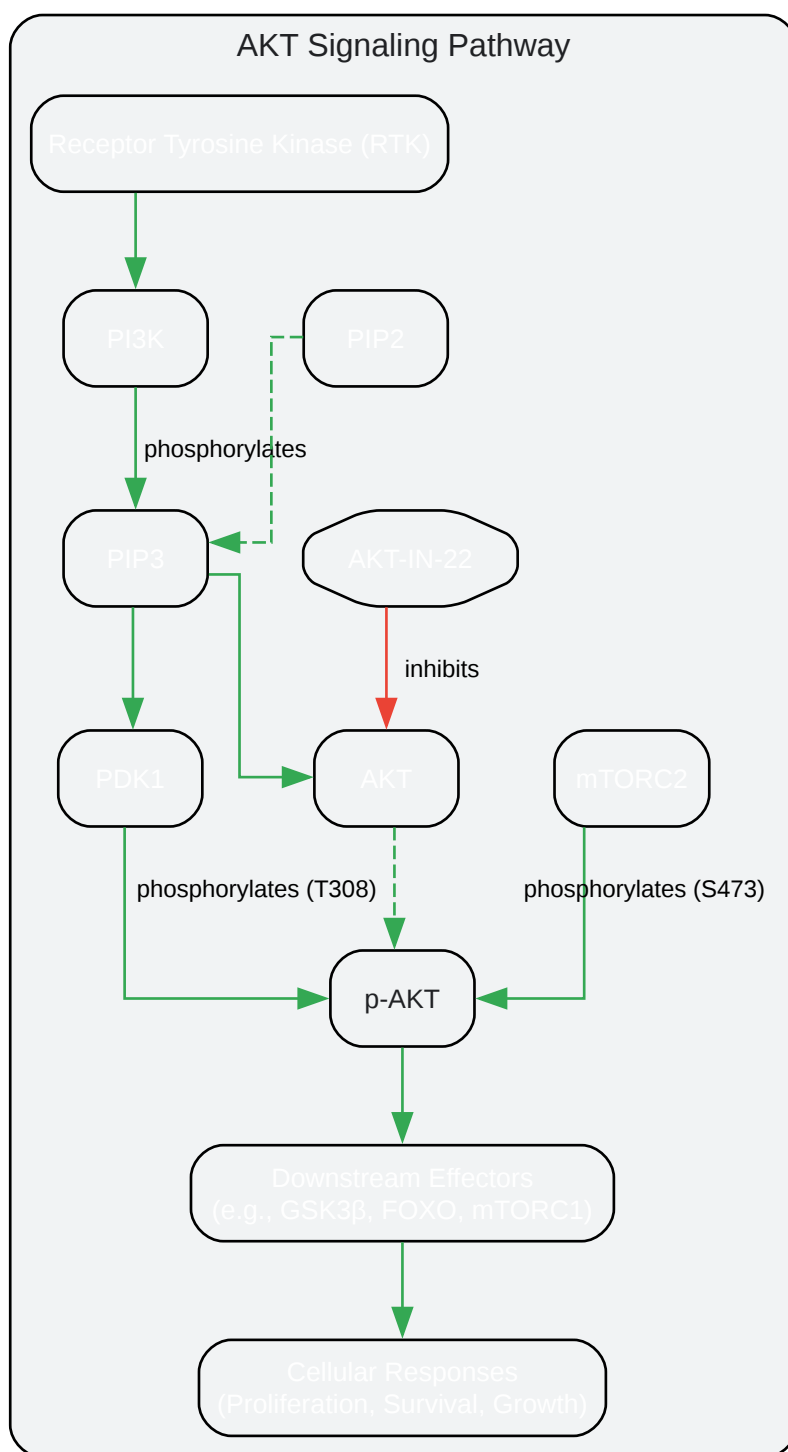 AKT Signaling Pathway
Receptor Tyrosine Kinase (RTK)
PI3K
PIP2
phosphorylates
PIP3
AKT-IN-22
inhibits
PDK1
AKT
mTORC2
phosphorylates (T308)
phosphorylates (S473)
p-AKT
Downstream Effectors
(e.g., GSK3β, FOXO, mTORC1)
Cellular Responses
(Proliferation, Survival, Growth)